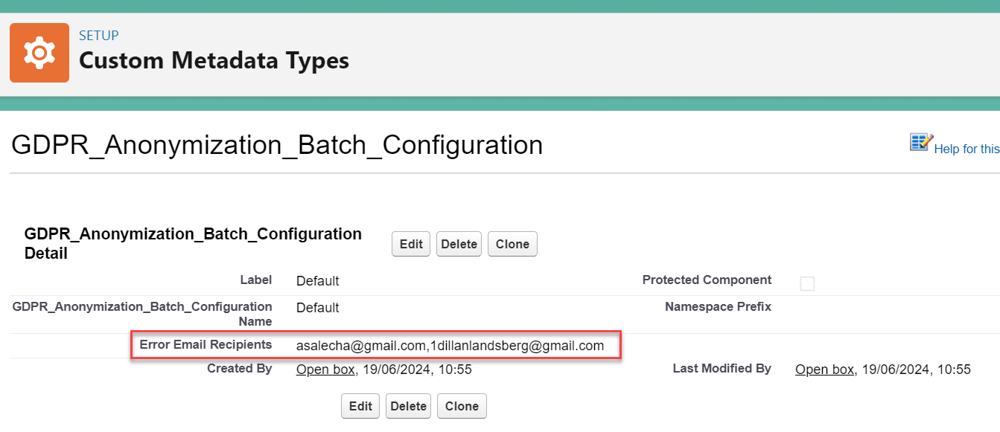 SETUP
Custom Metadata Types
GDPR_Anonymization_Batch_Configuration
Help for this
GDPR_Anonymization_Batch_Configuration
Detail
Edit Delete Clone
Label Default Protected Component
GDPR_Anonymization_Batch_Configuration Default Namespace Prefix
Name
Error Email Recipients asalecha@gmail.com,1dillanlandsberg@gmail.com
Created By Open box, 19/06/2024, 10:55 Last Modified By Open box, 19/06/2024, 10:55
Edit Delete Clone